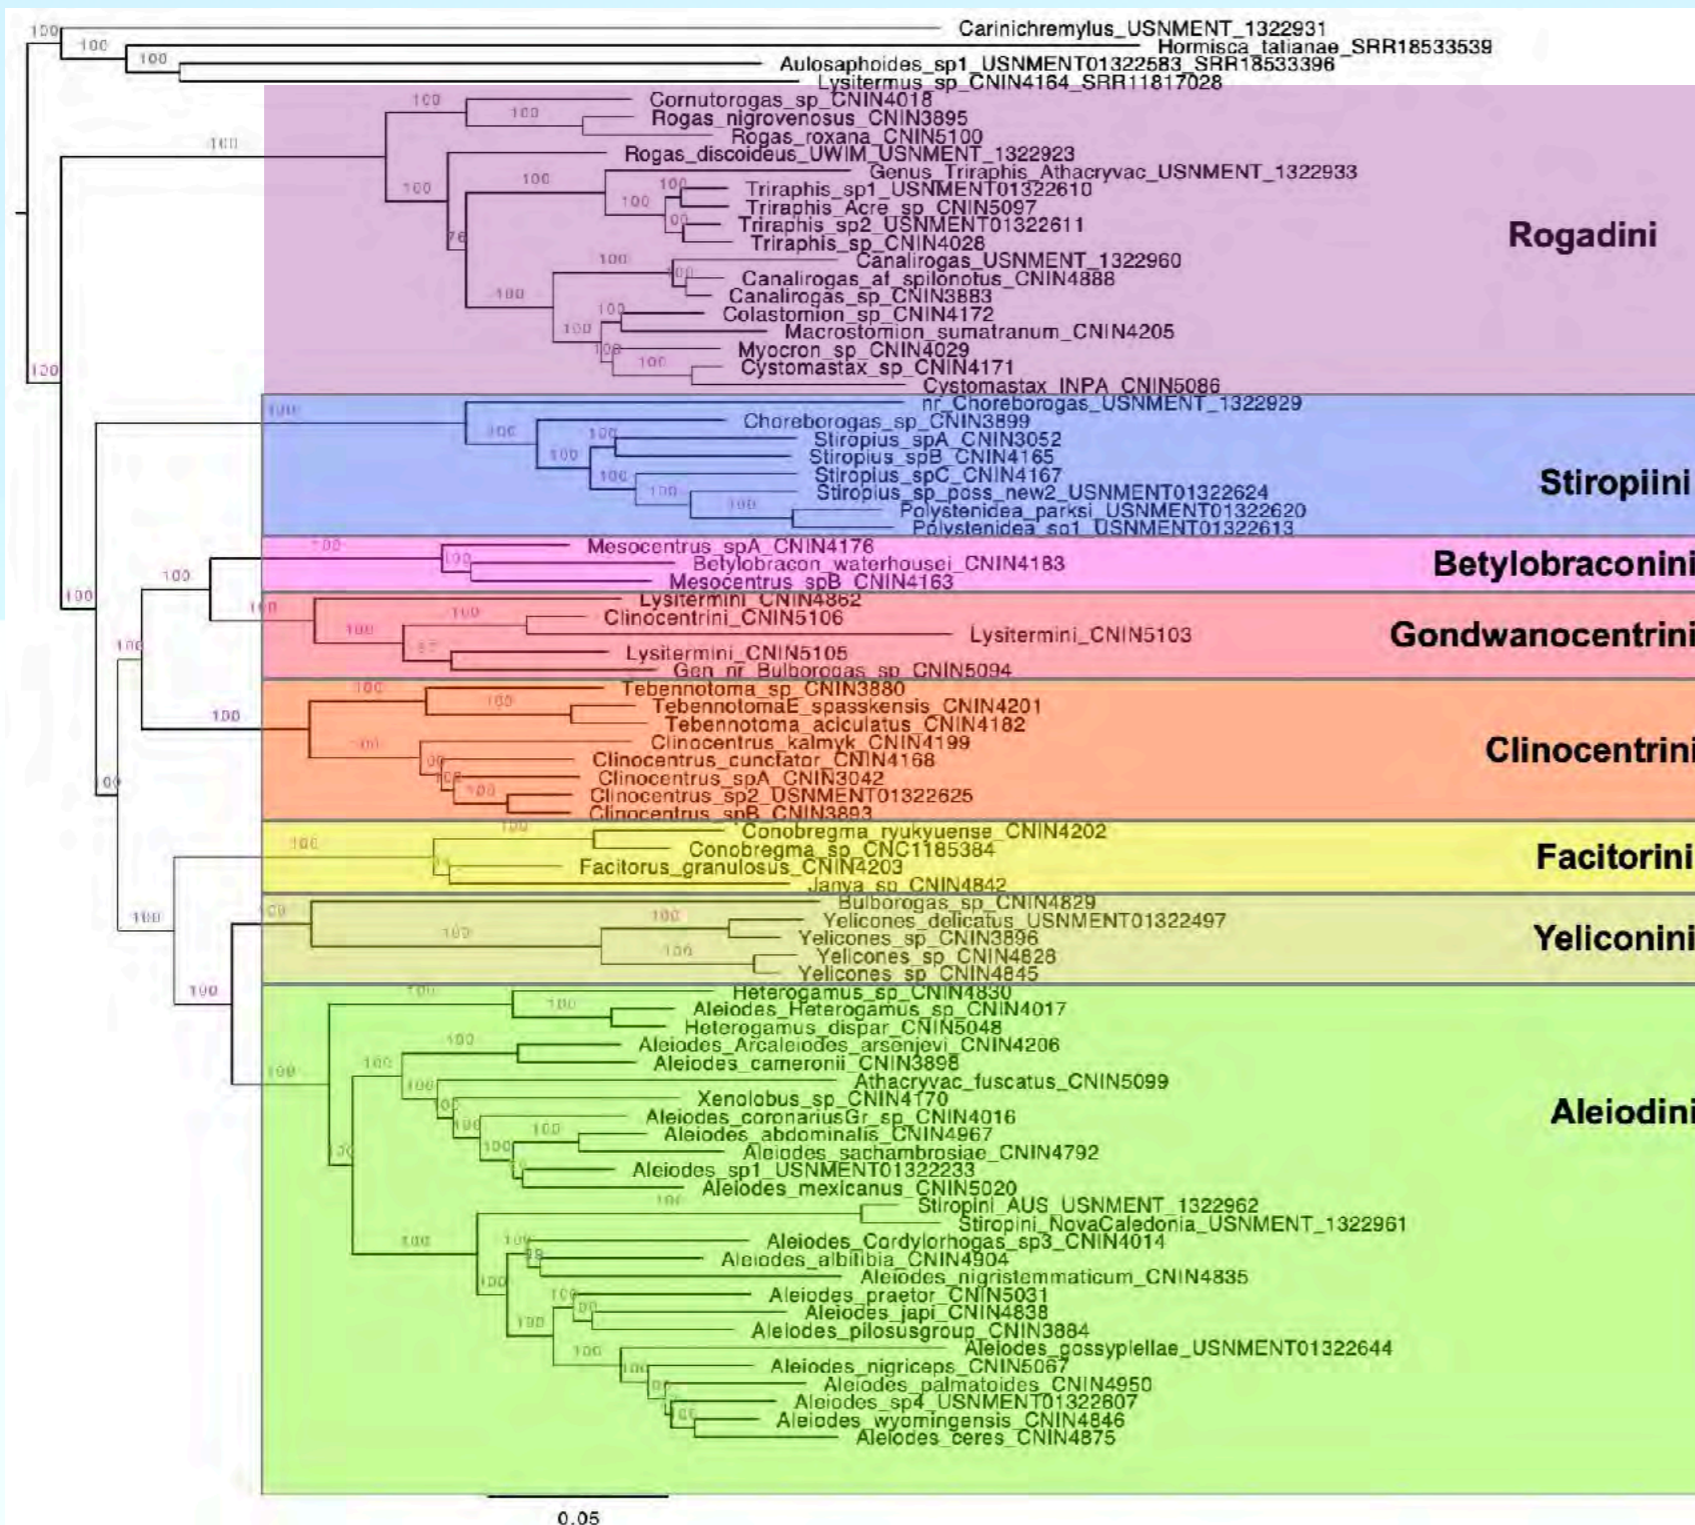 Carinichremylus_USNMENT_1322931
Hormisca_tatianae_SRR18533539
Aulosaphoides_sp1_USNMENT01322583_SRR18533396
Lysitermus_sp_CNIN4164_SRR11817028
Cornutorogas_sp_CNIN4018
Rogas_nigrovenosus_CNIN3895
Rogas_roxana_CNIN5100
Rogas_discoideus_UWIM_USNMENT_1322923
Genus_Triraphis_Athacryvac_USNMENT_1322933
Triraphis_sp1_USNMENT01322610
Triraphis_Acre_sp_CNIN5097
Triraphis_sp2_USNMENT01322611
Triraphis_sp_CNIN4028
Rogadini
Canalirogas_USNMENT_1322960
Canalirogas_af_spilonotus_CNIN4888
Canalirogas_sp_CNIN3883
Colastomion_sp_CNIN4172
Macrostomion_sumatranum_CNIN4205
Myocron_sp_CNIN4029
Cystomastax_sp_CNIN4171
Cystomastax_INPA_CNIN5086
nr_Choreborogas_USNMENT_1322929
Choreborogas_sp_CNIN3899
Stiropius_spA_CNIN3052
Stiropius_spB_CNIN4165
Stiropius_spC_CNIN4167
Stiropiini
Stiropius_sp_poss_new2_USNMENT01322624
Polystenidea_parksi_USNMENT01322620
Polystenidea_sp1_USNMENT01322613
Mesocentrus_spA_CNIN4176
Betylobracon_waterhousei_CNIN4183
Betylobraconini
Mesocentrus_spB_CNIN4163
Lysitermini_CNIN4862
Clinocentrini_CNIN5106
Lysitermini_CNIN5103
Gondwanocentrini
Lysitermini_CNIN5105
Gen_nr_Bulborogas_sp_CNIN5094
Tebennotoma_sp_CNIN3880
TebennotomaE_spasskensis_CNIN4201
Tebennotoma_aciculatus_CNIN4182
Clinocentrus_kalmyk_CNIN4199
Clinocentrini
Clinocentrus_cunctator_CNIN4168
Clinocentrus_spA_CNIN3042
Clinocentrus_sp2_USNMENT01322625
Clinocentrus_spB_CNIN3893
Conobregma_ryukyuense_CNIN4202
Conobregma_sp_CNC1185384
Facitorini
Facitorus_granulosus_CNIN4203
Janya_sp_CNIN4842
Bulborogas_sp_CNIN4829
Yelicones_delicatus_USNMENT01322497
Yelicones_sp_CNIN3896
Yeliconini
Yelicones_sp_CNIN4828
Yelicones_sp_CNIN4845
Heterogamus_sp_CNIN4830
Aleiodes_Heterogamus_sp_CNIN4017
Heterogamus_dispar_CNIN5048
Aleiodes_Arcaleiodes_arsenjevi_CNIN4206
Aleiodes_cameronii_CNIN3898
Athacryvac_fuscatus_CNIN5099
Xenolobus_sp_CNIN4170
Aleiodini
Aleiodes_coronariusGr_sp_CNIN4016
Aleiodes_abdominalis_CNIN4967
Aleiodes_sachambrosiae_CNIN4792
Aleiodes_sp1_USNMENT01322233
Aleiodes_mexicanus_CNIN5020
Stiropini_AUS_USNMENT_1322962
Stiropini_NovaCaledonia_USNMENT_1322961
Aleiodes_Cordylorhogas_sp3_CNIN4014
Aleiodes_albitibia_CNIN4904
Aleiodes_nigristemmaticum_CNIN4835
Aleiodes_praetor_CNIN5031
Aleiodes_japi_CNIN4838
Aleiodes_pilosusgroup_CNIN3884
Aleiodes_gossypiellae_USNMENT01322644
Aleiodes_nigriceps_CNIN5067
Aleiodes_palmatoides_CNIN4950
Aleiodes_sp4_USNMENT01322607
Aleiodes_wyomingensis_CNIN4846
Aleiodes_ceres_CNIN4875
0.05